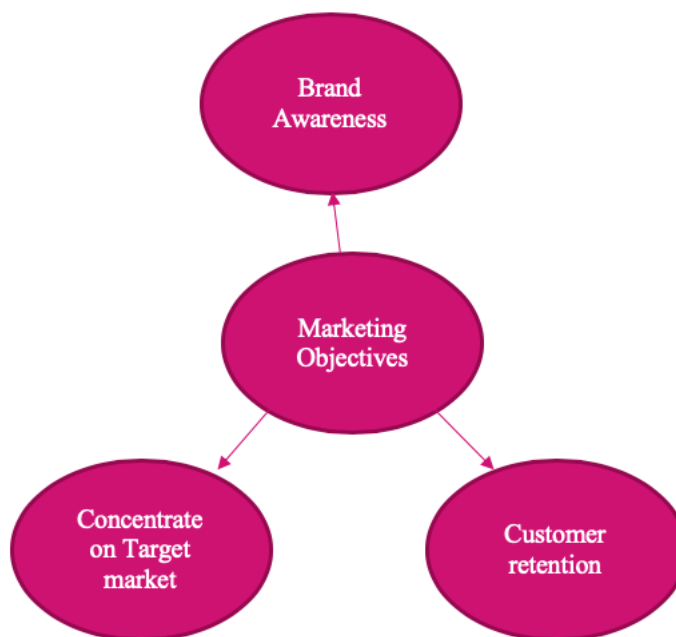 Brand
Awareness
Marketing
Objectives
Concentrate
on Target
market
Customer
retention